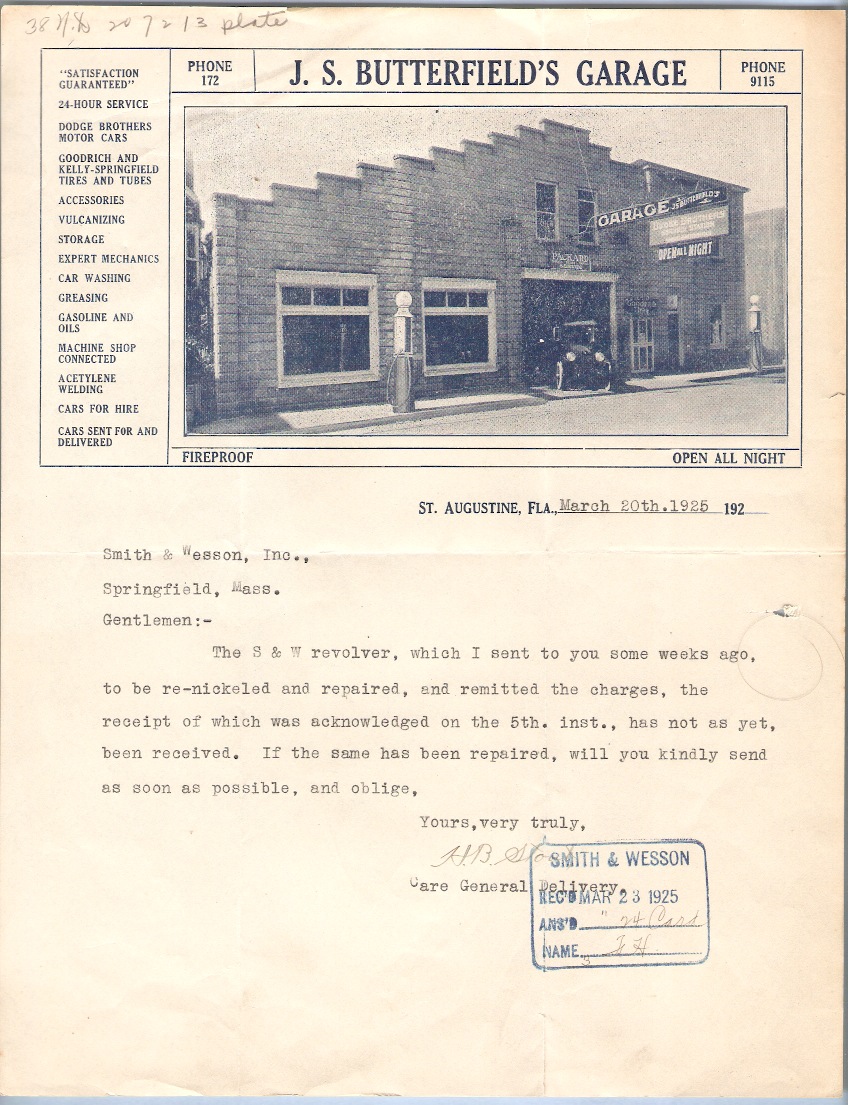 38 20 7213 plate
PHONE
172
J. S. BUTTERFIELD'S GARAGE
PHONE
9115
"SATISFACTION
GUARANTEED"
24-HOUR SERVICE
DODGE BROTHERS
MOTOR CARS
GOODRICH AND
KELLY-SPRINGFIELD
TIRES AND TUBES
ACCESSORIES
VULCANIZING
STORAGE
EXPERT MECHANICS
CAR WASHING
GREASING
GASOLINE AND
OILS
MACHINE SHOP
CONNECTED
ACETYLENE
WELDING
CARS FOR HIRE
CARS SENT FOR AND
DELIVERED
GARAGE J.S. BUTTERFIELD'S
DODGE BROTHERS
OPEN ALL NIGHT
PACKARD
FIREPROOF
OPEN ALL NIGHT
ST. AUGUSTINE, FLA., March 20th.1925 192
Smith & Wesson, Inc.,
Springfield, Mass.
Gentlemen:-
The S & W revolver, which I sent to you some weeks ago,
to be re-nickeled and repaired, and remitted the charges, the
receipt of which was acknowledged on the 5th. inst., has not as yet,
been received. If the same has been repaired, will you kindly send
as soon as possible, and oblige,
Yours,very truly,
H.B.
Care General Delivery.
SMITH & WESSON
REC'D MAR 23 1925
ANS'D " 24 Card
NAME